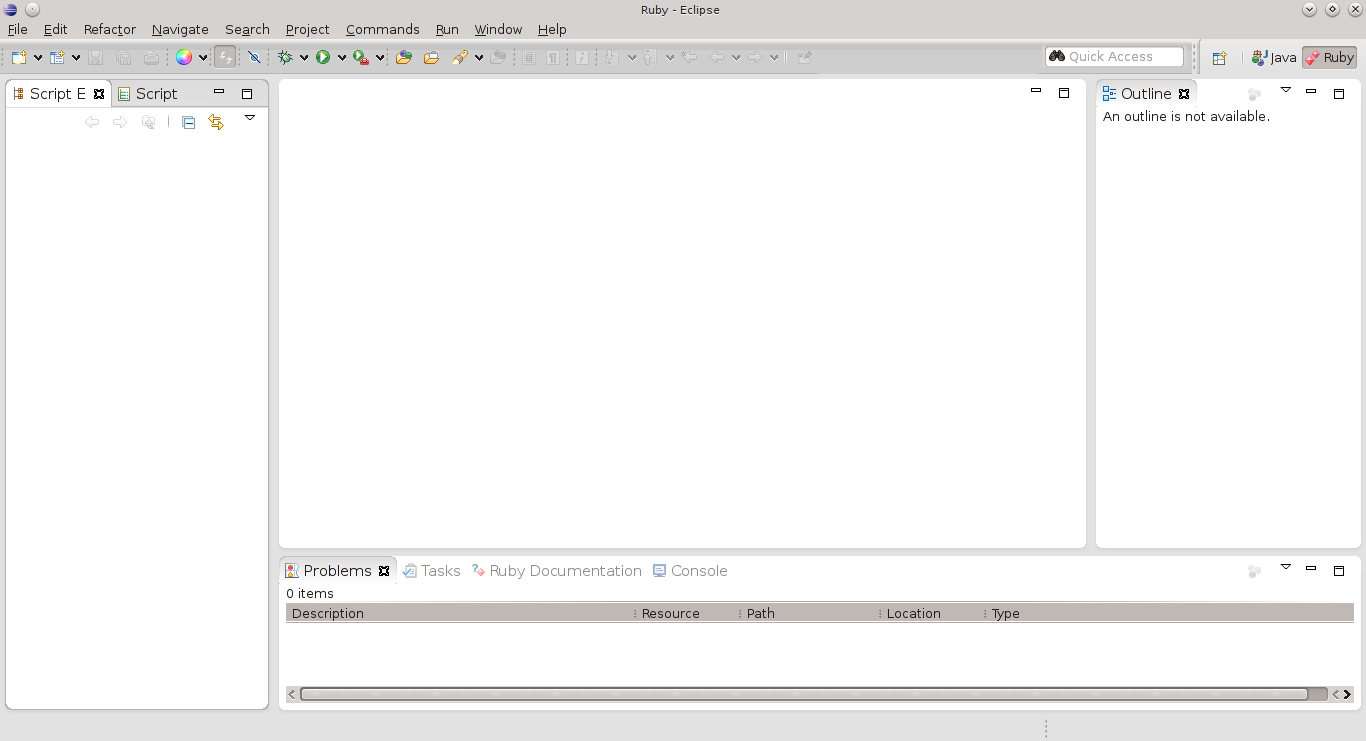 Ruby - Eclipse
File Edit Refactor Navigate Search Project Commands Run Window Help
Quick Access Java Ruby
Script E Script
Outline
An outline is not available.
Problems Tasks Ruby Documentation Console
0 items
Description Resource Path Location Type